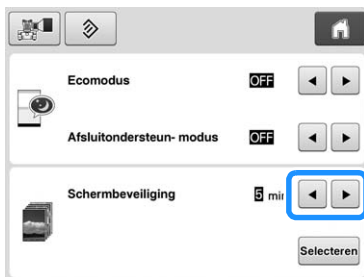 Ecomodus OFF
Afsluitondersteun- modus OFF
Schermbeveiliging 5 min
Selecteren